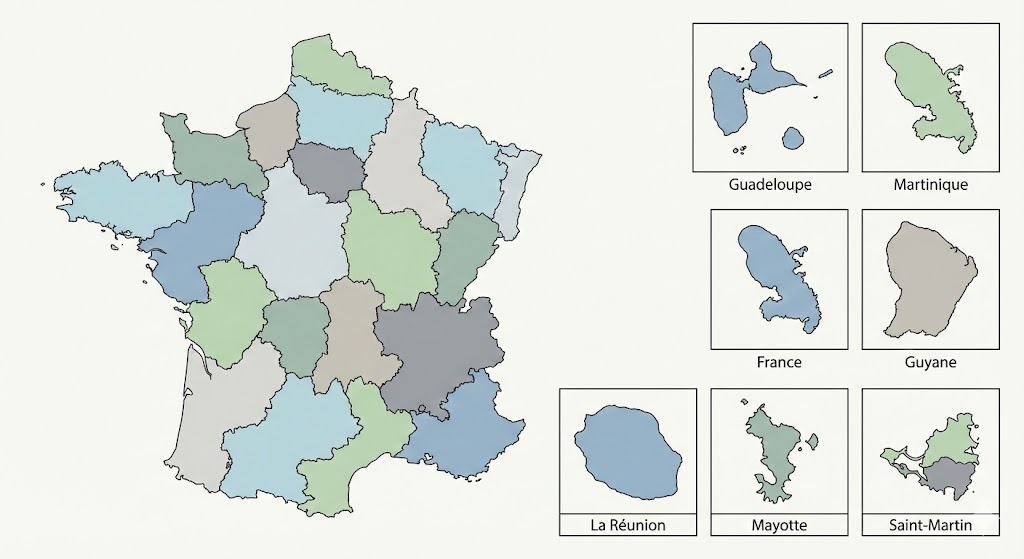 Guadeloupe
Martinique
France
Guyane
La Réunion
Mayotte
Saint-Martin